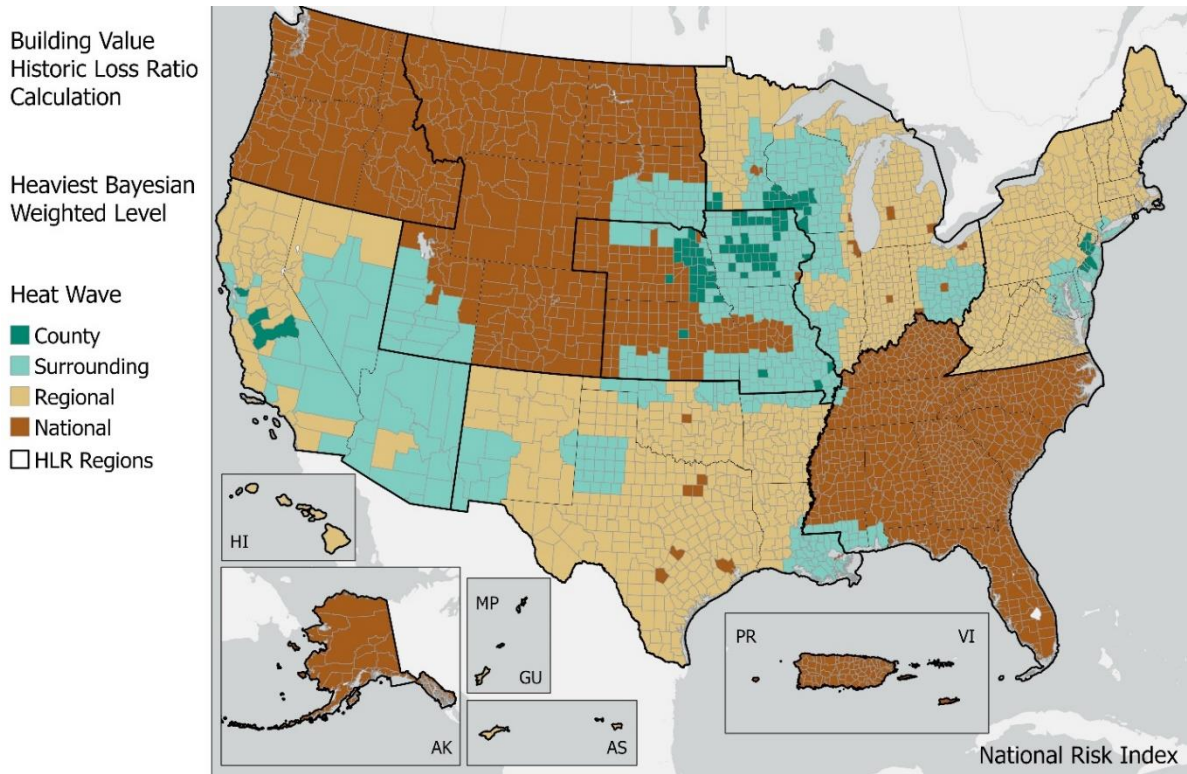 Building Value
Historic Loss Ratio
Calculation
Heaviest Bayesian
Weighted Level
Heat Wave
County
Surrounding
Regional
National
HLR Regions
HI
AK
MP
GU
AS
PR
VI
National Risk Index